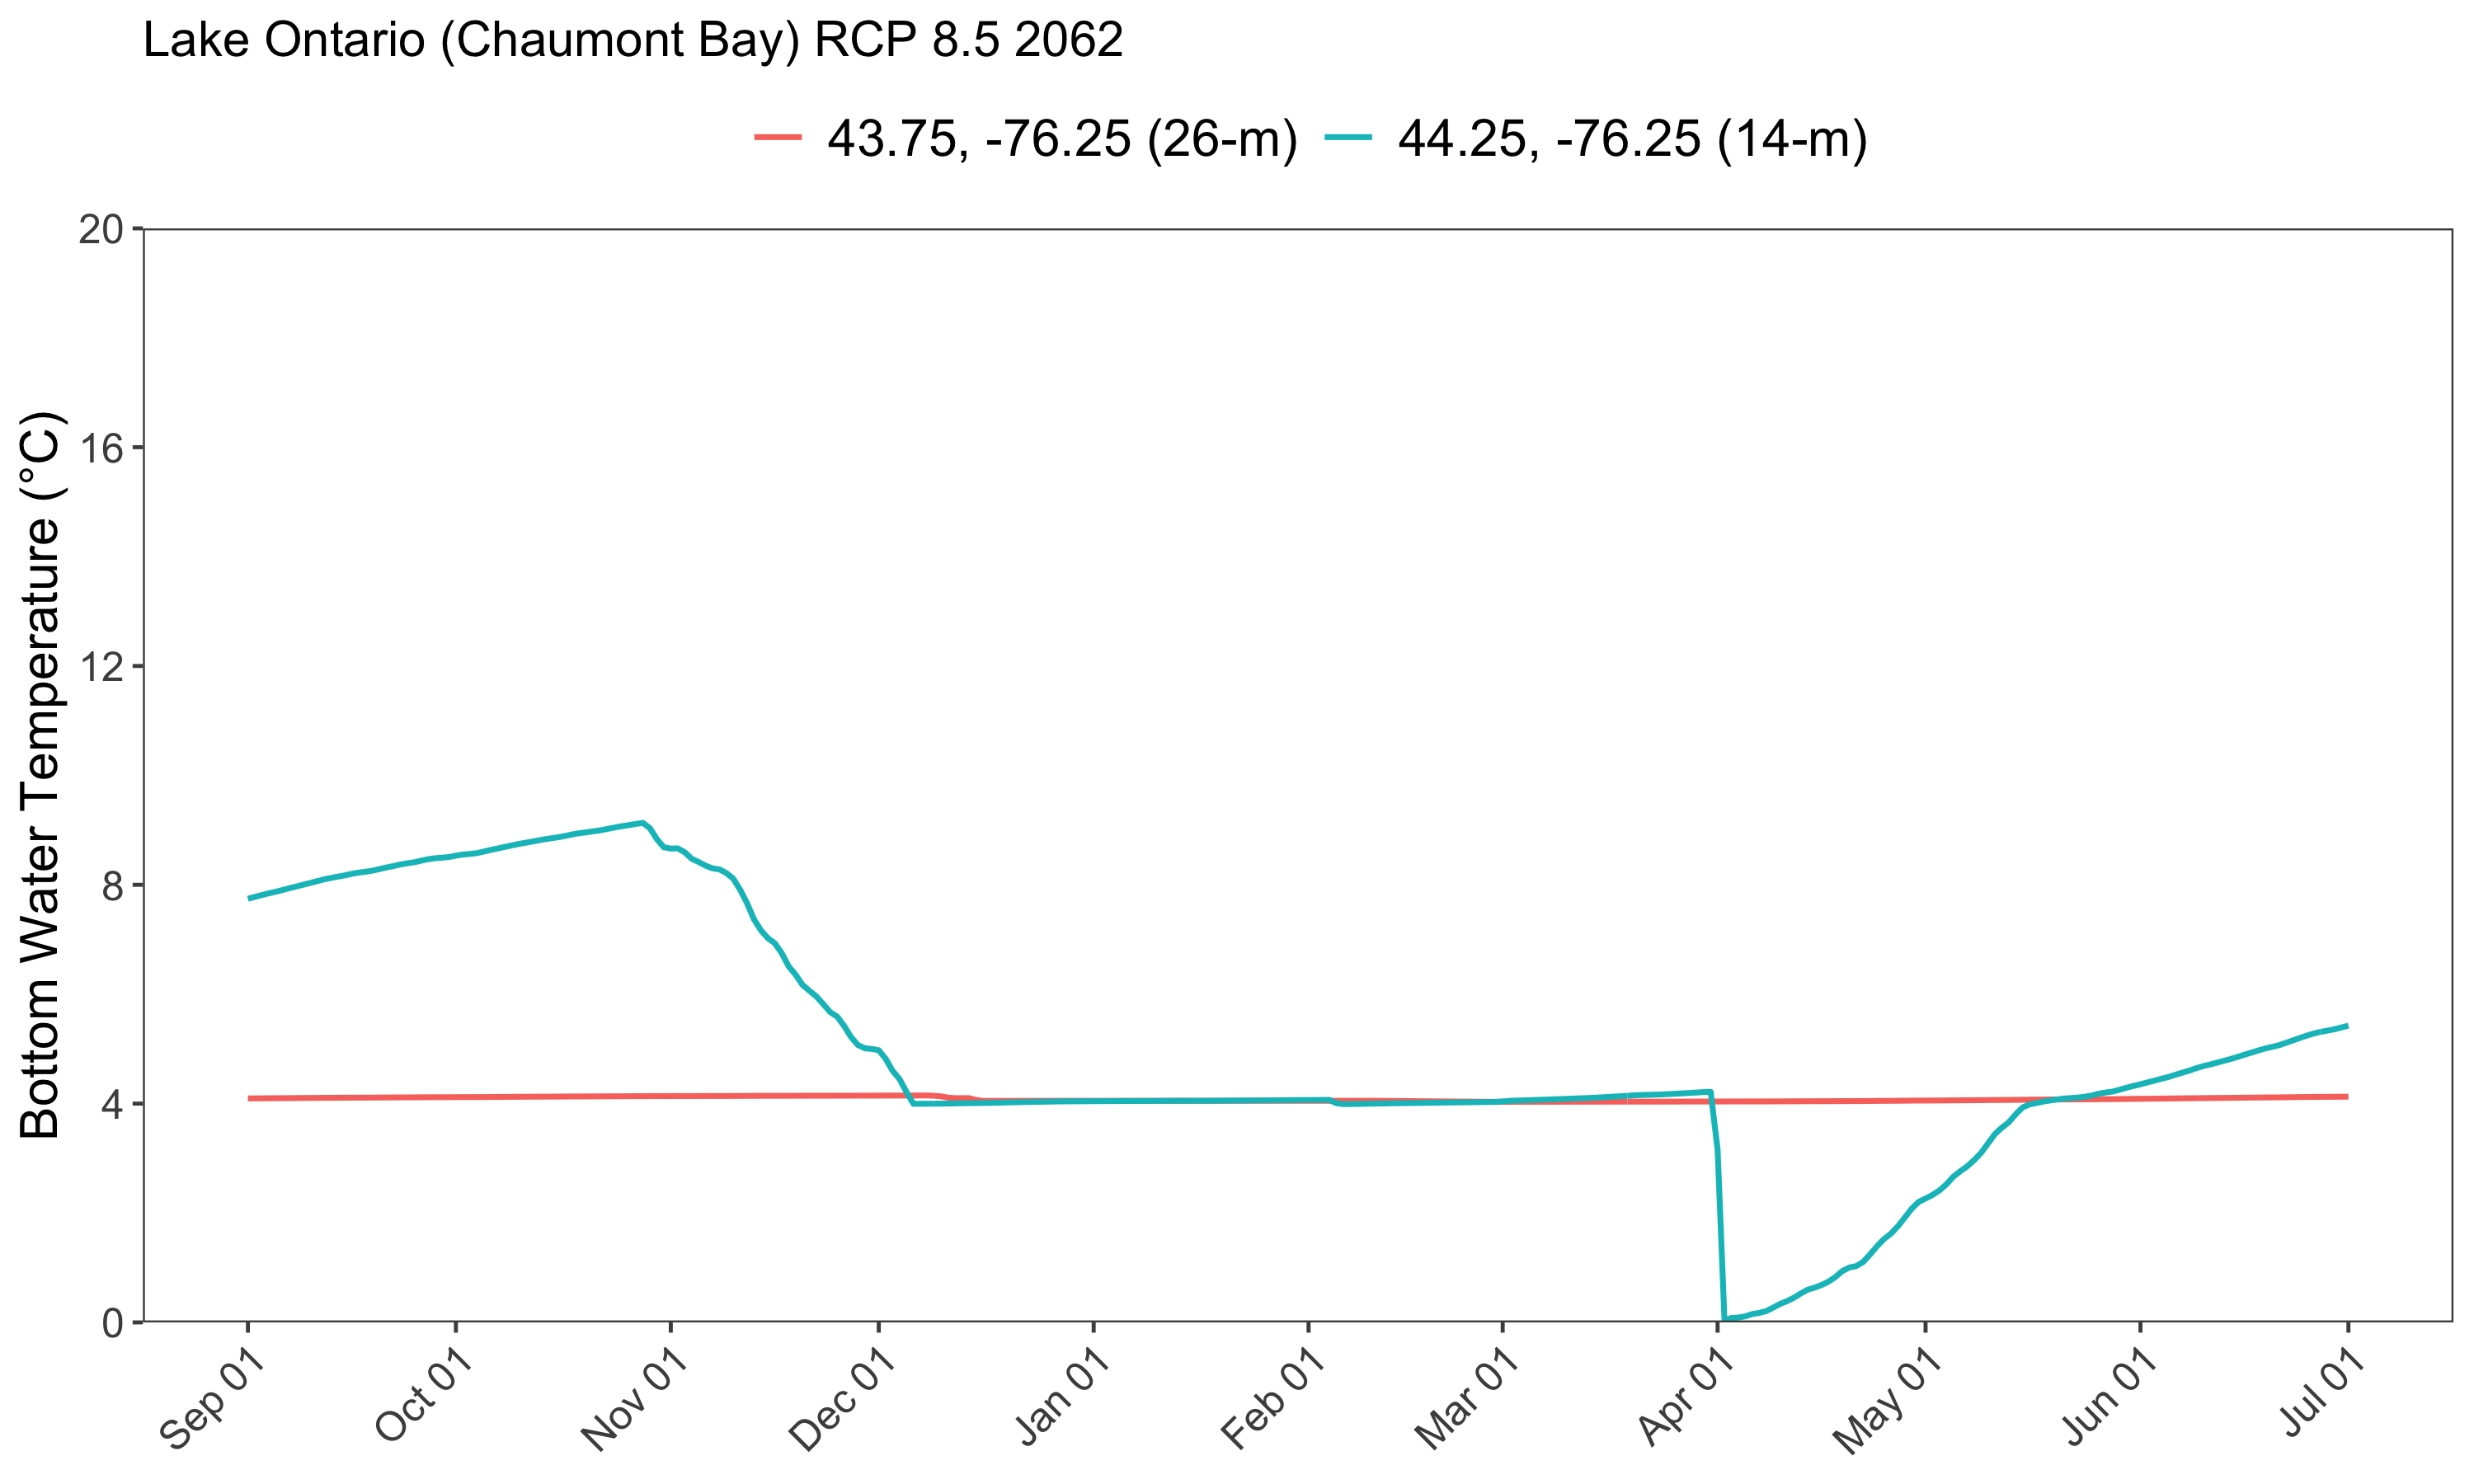 Lake Ontario (Chaumont Bay) RCP 8.5 2062
43.75, -76.25 (26-m) 44.25, -76.25 (14-m)
Bottom Water Temperature (°C)
20
16
12
8
4
0
Sep 01 Oct 01 Nov 01 Dec 01 Jan 01 Feb 01 Mar 01 Apr 01 May 01 Jun 01 Jul 01